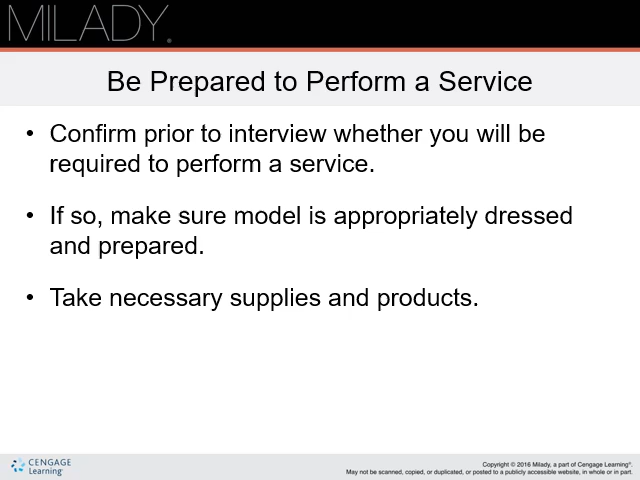 MILADY®
Be Prepared to Perform a Service
• Confirm prior to interview whether you will be
required to perform a service.
• If so, make sure model is appropriately dressed
and prepared.
• Take necessary supplies and products.
CENGAGE
Learning™
Copyright © 2016 Milady, a part of Cengage Learning®.
May not be scanned, copied, or duplicated, or posted to a publicly accessible website, in whole or in part.